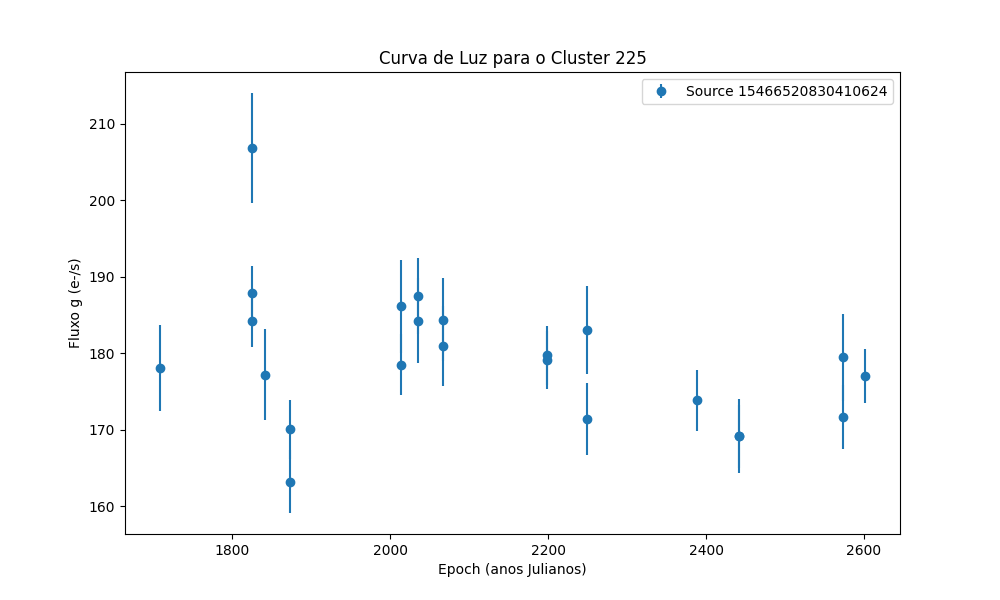 Curva de Luz para o Cluster 225
Source 15466520830410624
Fluxo g (e-/s)
210
200
190
180
170
160
1800
2000
2200
2400
2600
Epoch (anos Julianos)